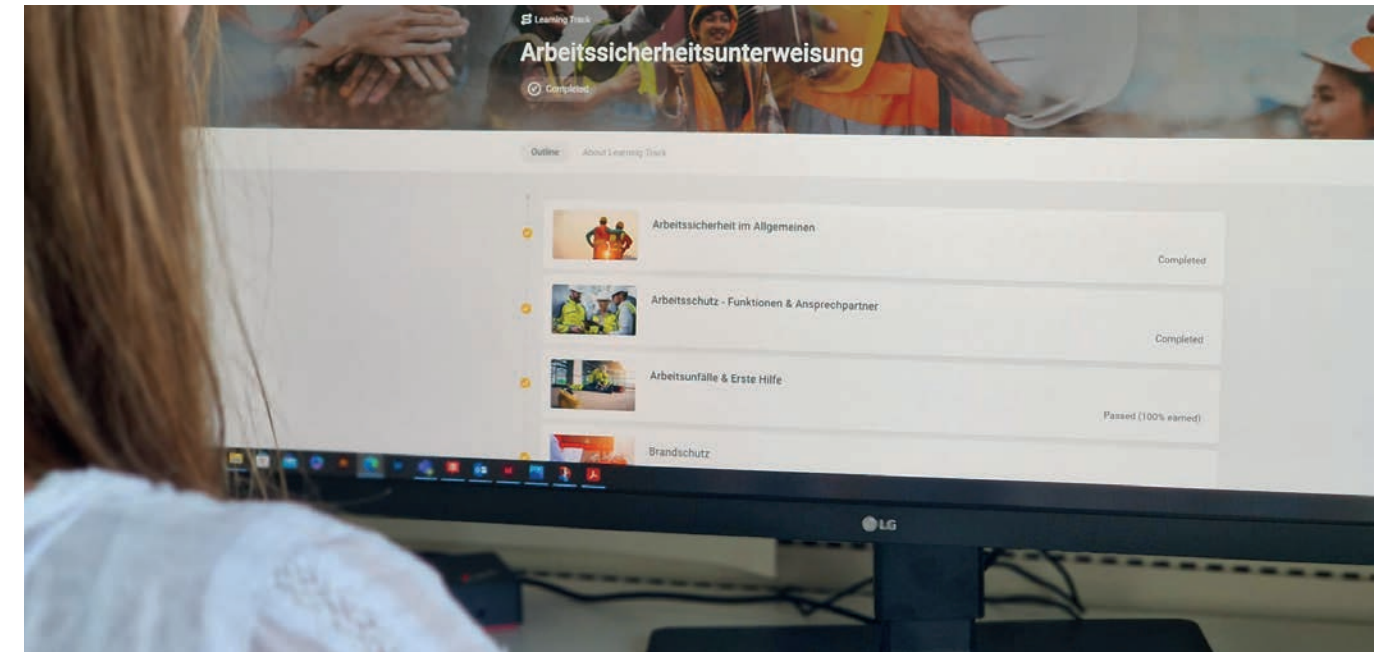 Learning Track
Arbeitssicherheitsunterweisung
Completed
Outline About Learning Track
Arbeitssicherheit im Allgemeinen
Completed
Arbeitsschutz - Funktionen & Ansprechpartner
Completed
Arbeitsunfälle & Erste Hilfe
Passed (100% earned)
Brandschutz
LG